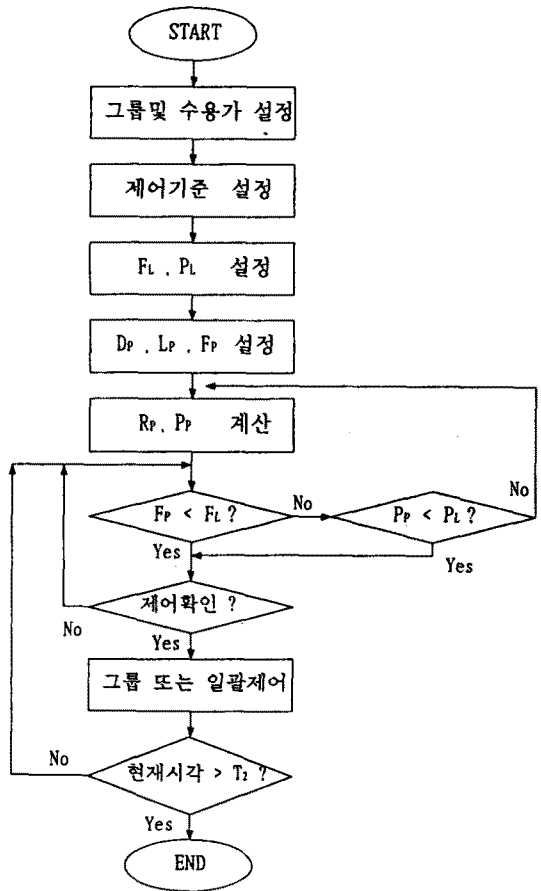 START
그룹및 수용가 설정
제어기준 설정
FL , PL 설정
DP , LP , FP 설정
RP , PP 계산
FP < FL ?
No
PP < PL ?
No
Yes
Yes
제어확인 ?
No
Yes
그룹 또는 일괄제어
No
현재시각 > T2 ?
Yes
END